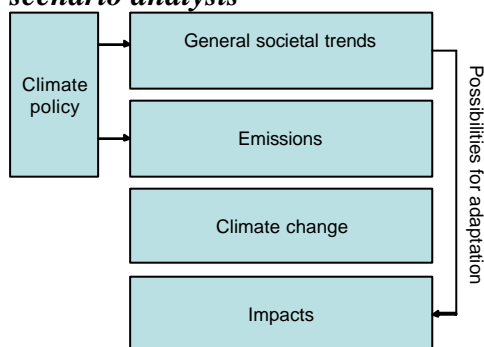 scenario analysis
General societal trends
Climate
policy
Emissions
Climate change
Impacts
Possibilities for adaptation